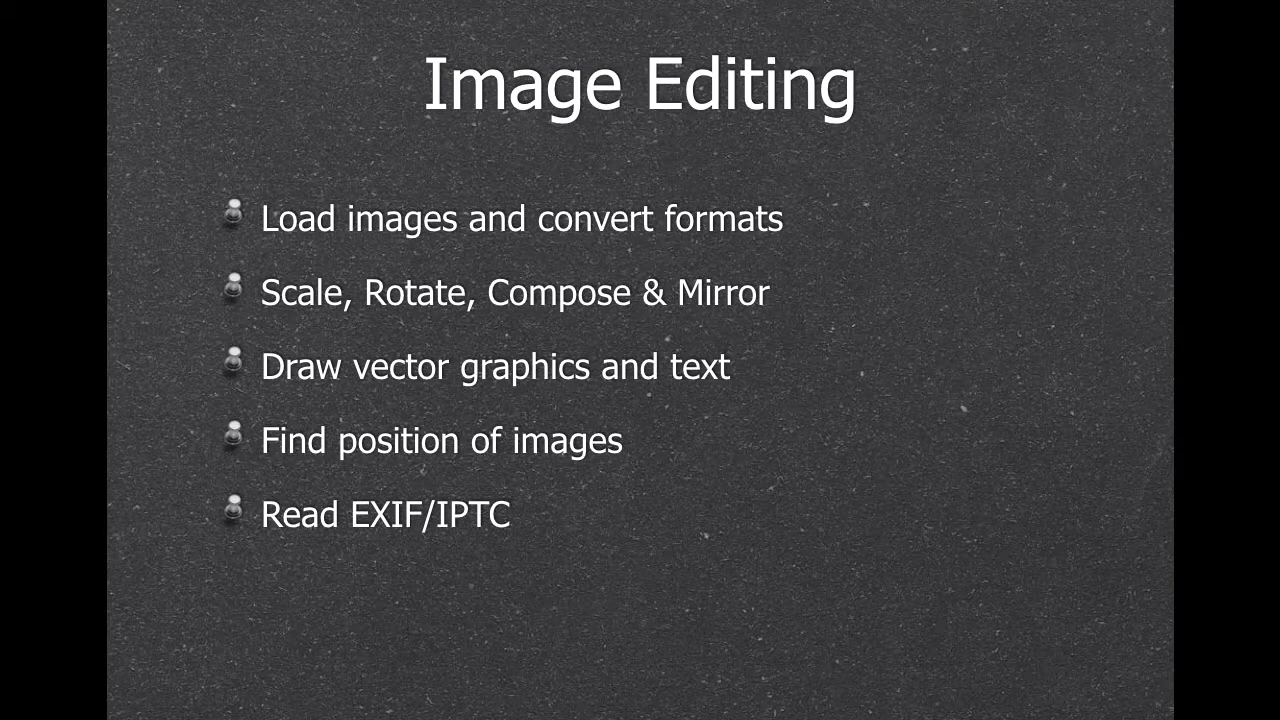 Image Editing
Load images and convert formats
Scale, Rotate, Compose & Mirror
Draw vector graphics and text
Find position of images
Read EXIF/IPTC